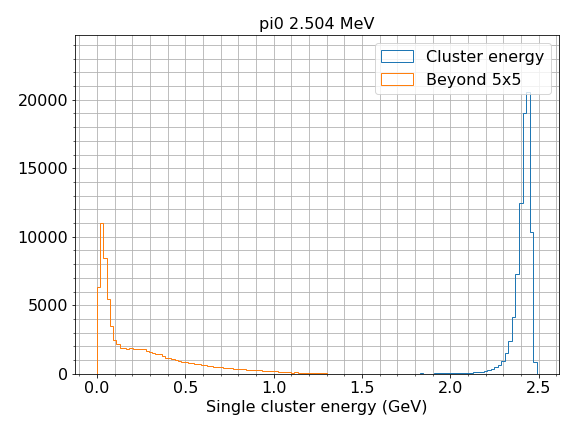 pi0 2.504 MeV
Cluster energy
Beyond 5x5
20000
15000
10000
5000
0
0.0 0.5 1.0 1.5 2.0 2.5
Single cluster energy (GeV)